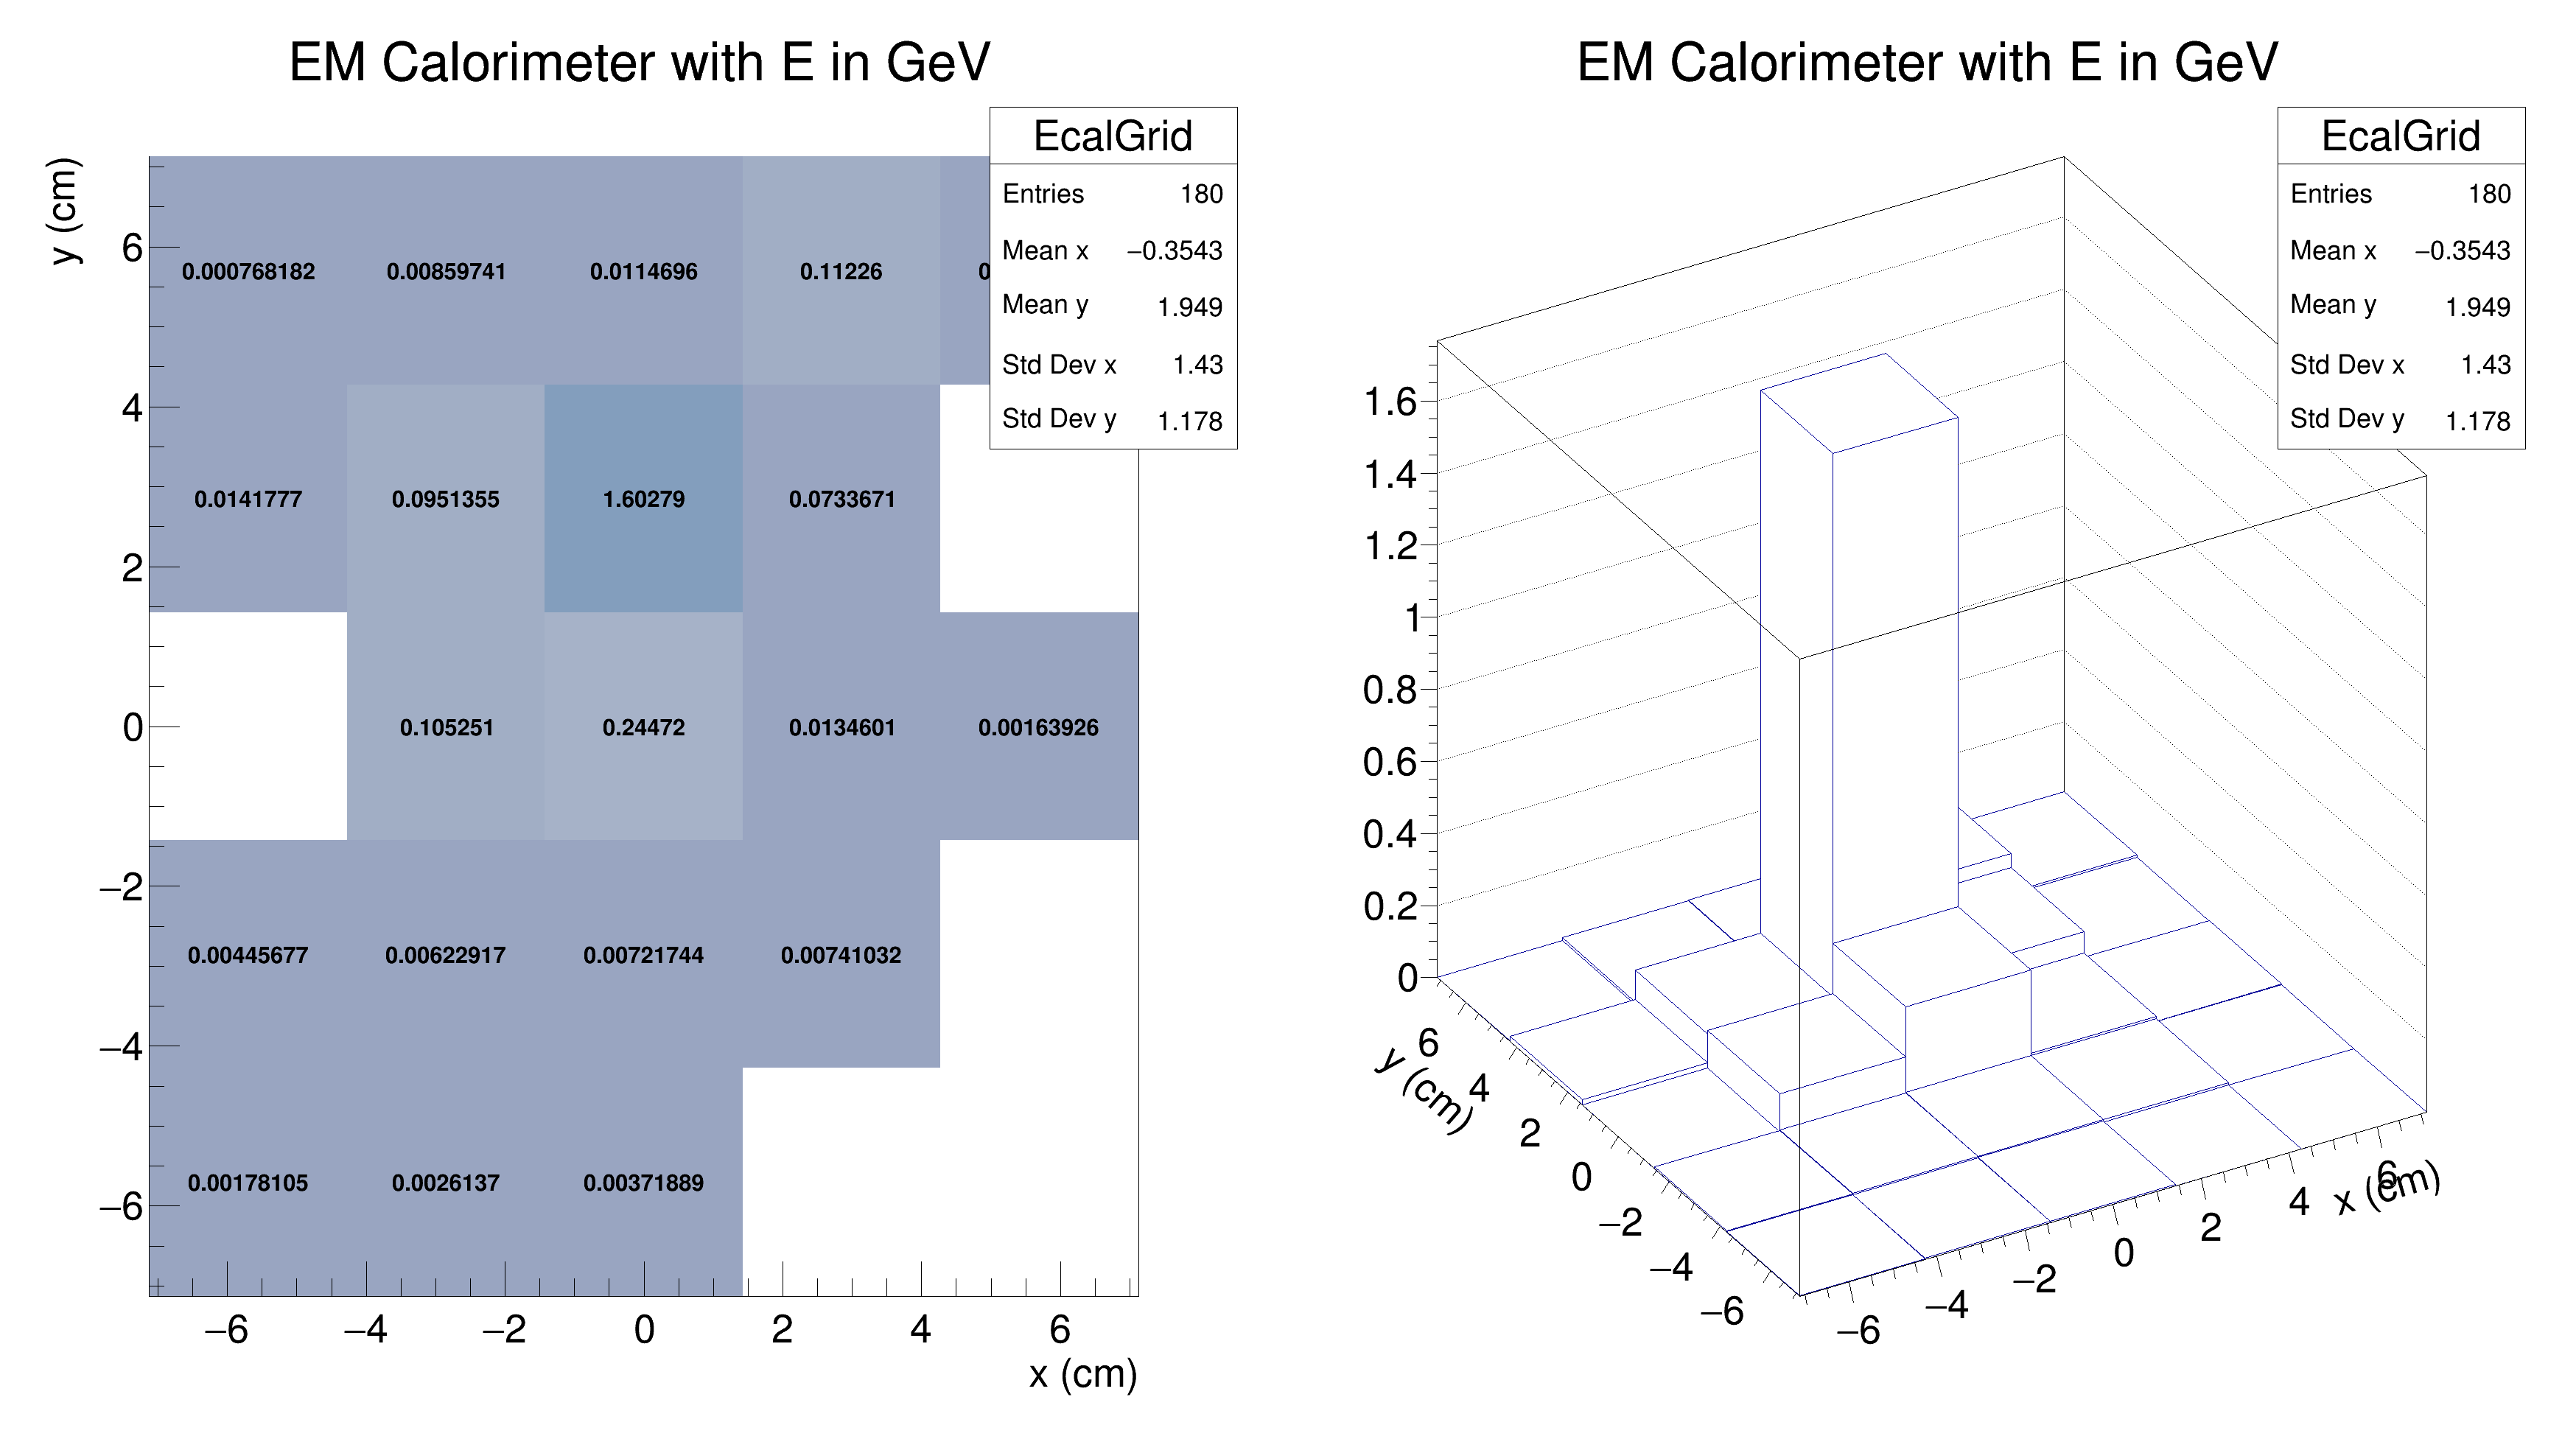 EM Calorimeter with E in GeV
EcalGrid
Entries 180
Mean x −0.3543
Mean y 1.949
Std Dev x 1.43
Std Dev y 1.178
y (cm)
6
4
2
0
−2
−4
−6
0.000768182 0.00859741 0.0114696 0.11226
0.0141777 0.0951355 1.60279 0.0733671
0.105251 0.24472 0.0134601 0.00163926
0.00445677 0.00622917 0.00721744 0.00741032
0.00178105 0.0026137 0.00371889
−6 −4 −2 0 2 4 6
x (cm)
EM Calorimeter with E in GeV
EcalGrid
Entries 180
Mean x −0.3543
Mean y 1.949
Std Dev x 1.43
Std Dev y 1.178
1.6
1.4
1.2
1
0.8
0.6
0.4
0.2
0
y (cm)
6
4
2
0
−2
−4
−6
−6 −4 −2 0 2 4 6
x (cm)